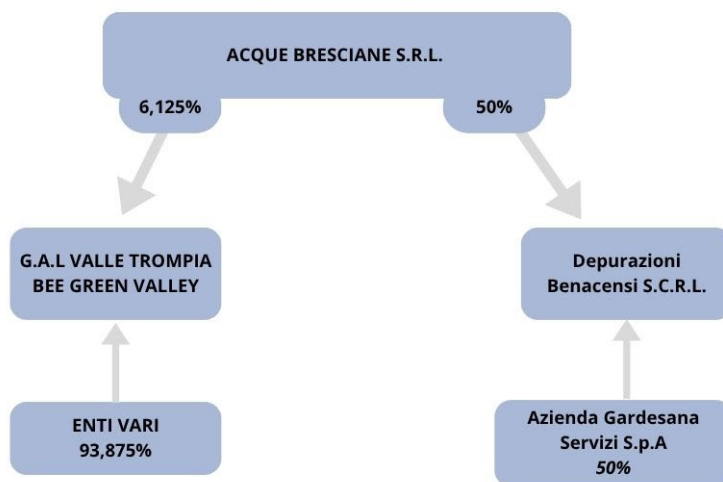 ACQUE BRESCIANE S.R.L.
6,125%
50%
G.A.L VALLE TROMPIA
BEE GREEN VALLEY
Depurazioni
Benacensi S.C.R.L.
ENTI VARI
93,875%
Azienda Gardesana
Servizi S.p.A
50%